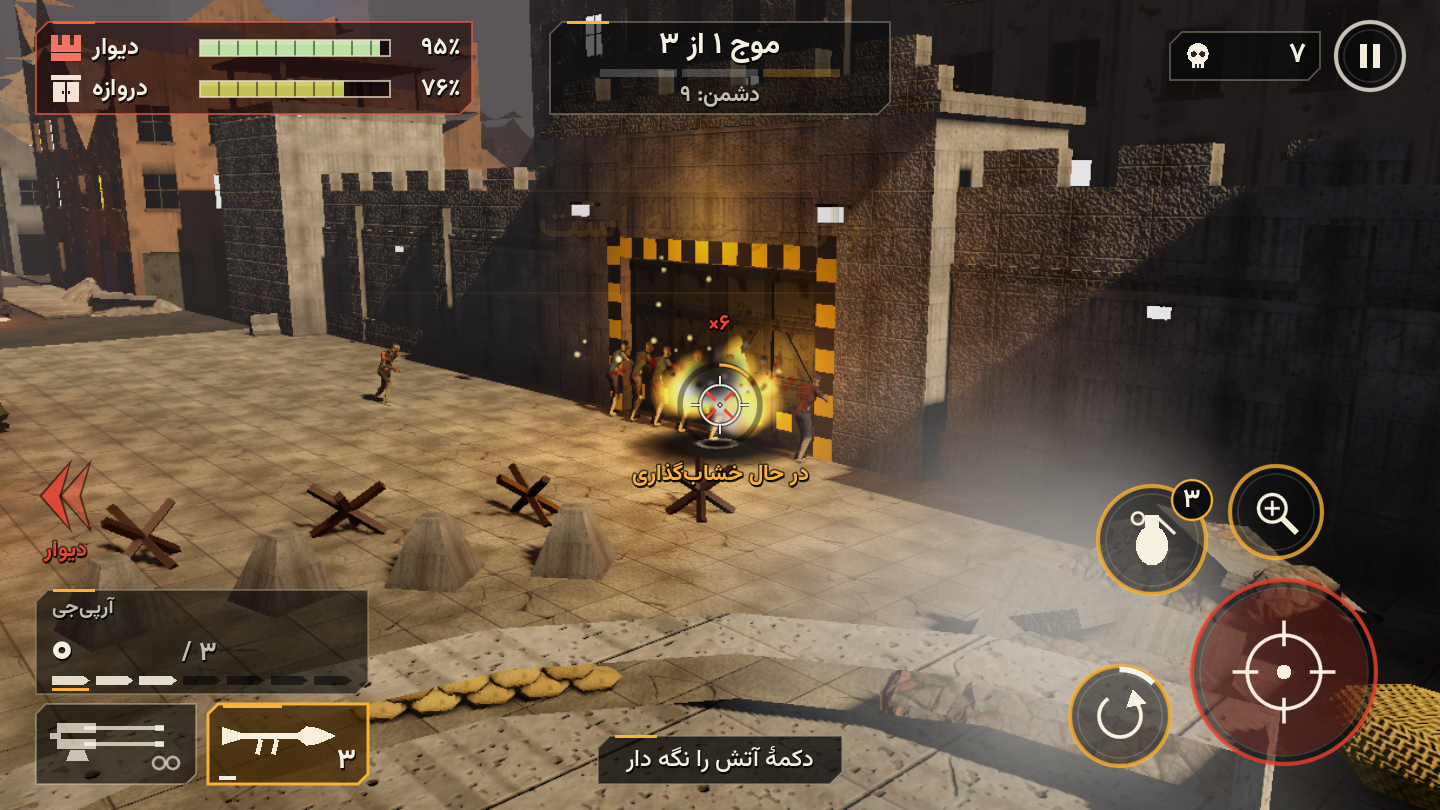 دیوار ۹۵٪
دروازه ۷۶٪
موج ۱ از ۳
دشمن: ۹
۷
×۶
در حال خشاب‌گذاری
دیوار
۳
آرپی‌جی
۰ / ۳
∞
۳
دکمهٔ آتش را نگه دار